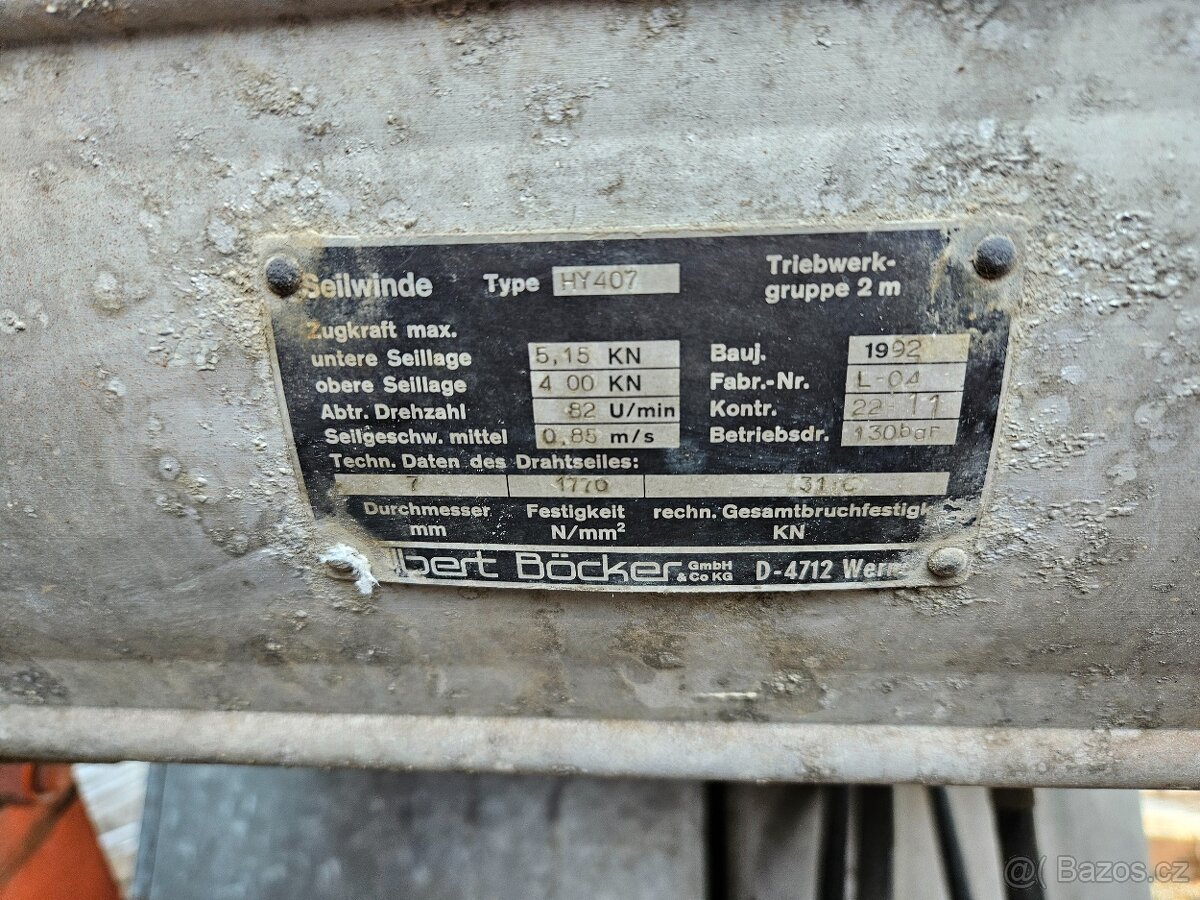 Seilwinde Type HY407 Triebwerk-
gruppe 2 m
Zugkraft max.
untere Seillage 5,15 KN Bauj. 1992
obere Seillage 4 00 KN Fabr.-Nr. L-04
Abtr. Drehzahl 82 U/min Kontr. 22 11
Seilgeschw. mittel 0,85 m/s Betriebsdr. 130bar
Techn. Daten des Drahtseiles:
7 1770
Durchmesser Festigkeit rechn. Gesamtbruchfestigk
mm N/mm² KN
lbert Böcker GmbH & Co KG D-4712 Wern
@( Bazos.cz